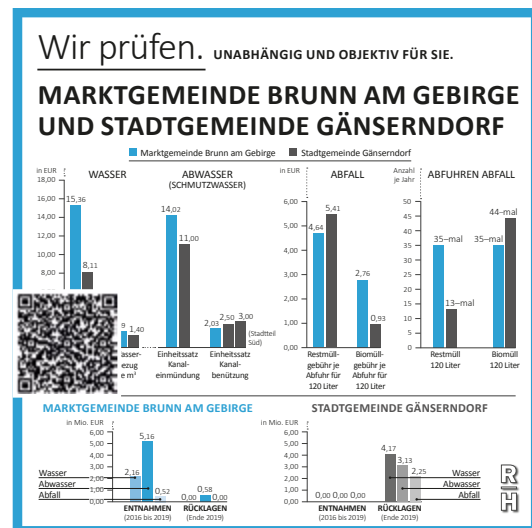 Wir prüfen. UNABHÄNGIG UND OBJEKTIV FÜR SIE.
MARKTGEMEINDE BRUNN AM GEBIRGE
UND STADTGEMEINDE GÄNSERNDORF
Marktgemeinde Brunn am Gebirge Stadtgemeinde Gänserndorf
in EUR
WASSER
18,00
16,00
14,00
12,00
10,00
8,00
15,36
8,11
1,40
e m³
ABWASSER
(SCHMUTZWASSER)
14,02
11,00
2,03 2,50 3,00
(Stadtteil
Süd)
Einheitssatz
Kanal-
einmündung
Einheitssatz
Kanal-
benützung
in EUR
ABFALL
6,00
5,00
4,00
3,00
2,00
1,00
0,00
4,64
5,41
2,76
0,93
Restmüll-
gebühr je
Abfuhr für
120 Liter
Biomüll-
gebühr je
Abfuhr für
120 Liter
Anzahl
je Jahr
ABFUHREN ABFALL
50
45
40
35
30
25
20
15
10
5
0
35–mal
13–mal
35–mal
44–mal
Restmüll
120 Liter
Biomüll
120 Liter
MARKTGEMEINDE BRUNN AM GEBIRGE
in Mio. EUR
6,00
5,00
4,00
3,00
2,00
1,00
0,00
Wasser
Abwasser
Abfall
2,16
5,16
0,52
0,00
0,58
0,00
ENTNAHMEN
(2016 bis 2019)
RÜCKLAGEN
(Ende 2019)
STADTGEMEINDE GÄNSERNDORF
in Mio. EUR
6,00
5,00
4,00
3,00
2,00
1,00
0,00
0,00 0,00 0,00
4,17
3,13
2,25
Wasser
Abwasser
Abfall
ENTNAHMEN
(2016 bis 2019)
RÜCKLAGEN
(Ende 2019)
R|H